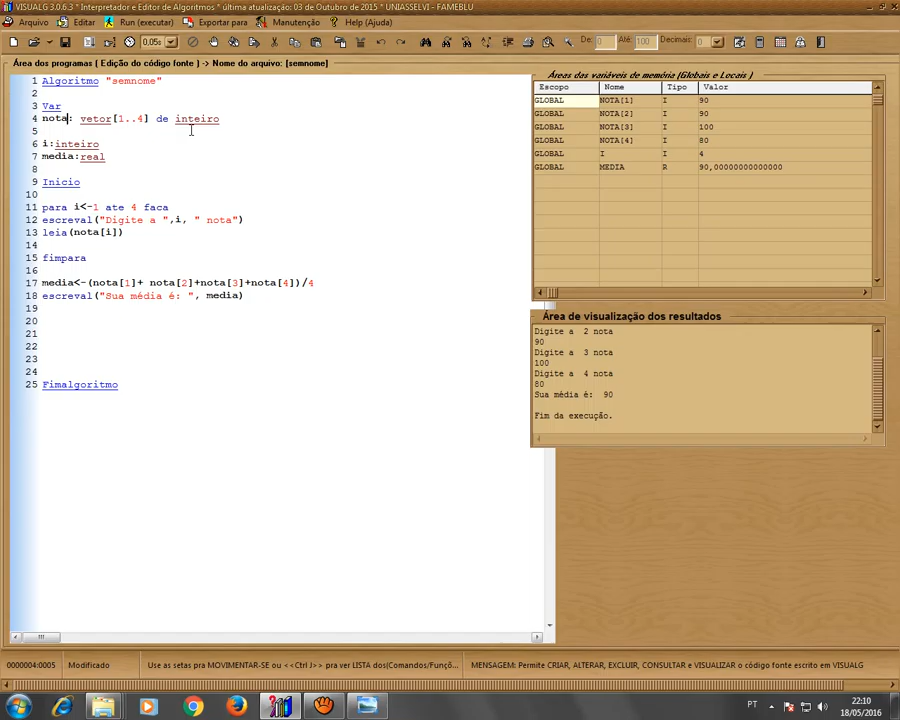 VISUALG 3.0.6.3 * Interpretador e Editor de Algoritmos * última atualização: 03 de Outubro de 2015 * UNIASSELVI - FAMEBLU
Arquivo Editar Run (executar) Exportar para Manutenção Help (Ajuda)
0,05s De: 0 Até: 100 Decimais: 0
Área dos programas ( Edição do código fonte ) -> Nome do arquivo: [semnome]
1 Algoritmo "semnome"
2
3 Var
4 nota: vetor[1..4] de inteiro
5
6 i:inteiro
7 media:real
8
9 Inicio
10
11 para i<-1 ate 4 faca
12 escreval("Digite a ",i, " nota")
13 leia(nota[i])
14
15 fimpara
16
17 media<-(nota[1]+ nota[2]+nota[3]+nota[4])/4
18 escreval("Sua média é: ", media)
19
20
21
22
23
24
25 Fimalgoritmo
Áreas das variáveis de memória (Globais e Locais )
Escopo Nome Tipo Valor
GLOBAL NOTA[1] I 90
GLOBAL NOTA[2] I 90
GLOBAL NOTA[3] I 100
GLOBAL NOTA[4] I 80
GLOBAL I I 4
GLOBAL MEDIA R 90,00000000000000
Área de visualização dos resultados
Digite a 2 nota
90
Digite a 3 nota
100
Digite a 4 nota
80
Sua média é: 90
Fim da execução.
0000004:0005 Modificado Use as setas pra MOVIMENTAR-SE ou <<Ctrl J>> pra ver LISTA dos(Comandos/Funçõ... MENSAGEM: Permite CRIAR, ALTERAR, EXCLUIR, CONSULTAR e VISUALIZAR o código fonte escrito em VISUALG
PT 22:10
18/05/2016